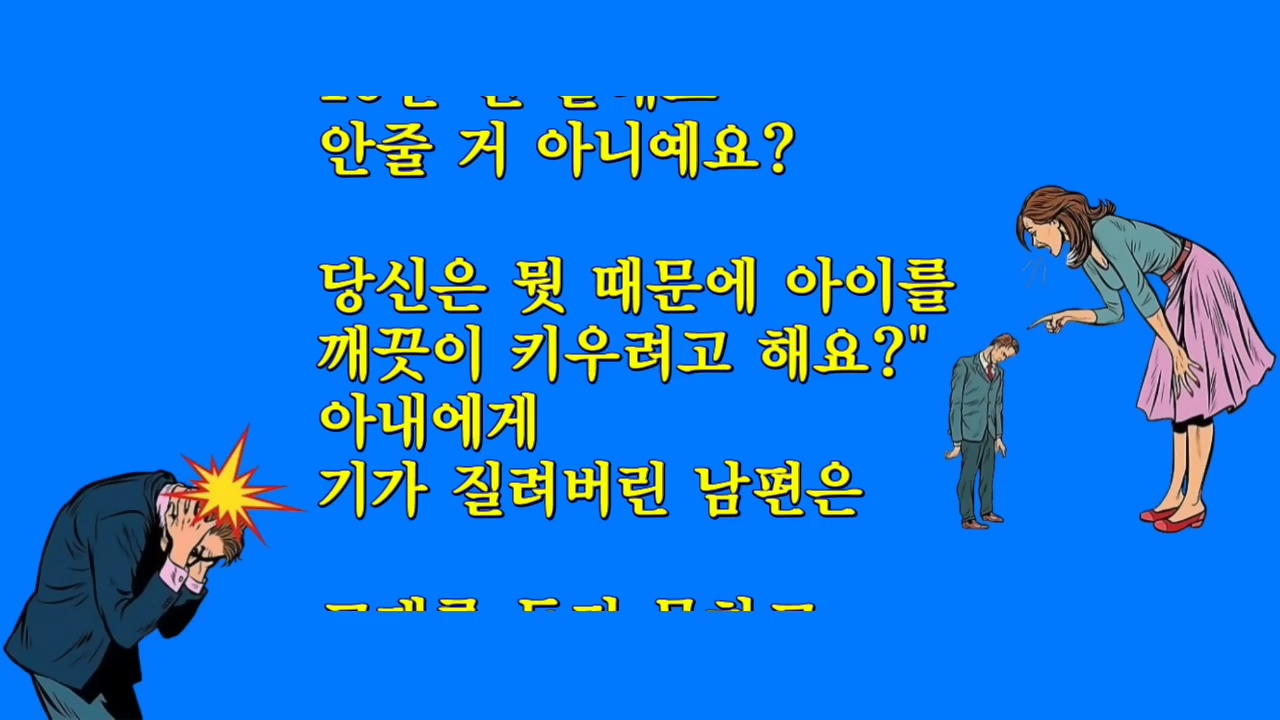 안줄 거 아니예요?
당신은 뭣 때문에 아이를
깨끗이 키우려고 해요?"
아내에게
기가 질려버린 남편은